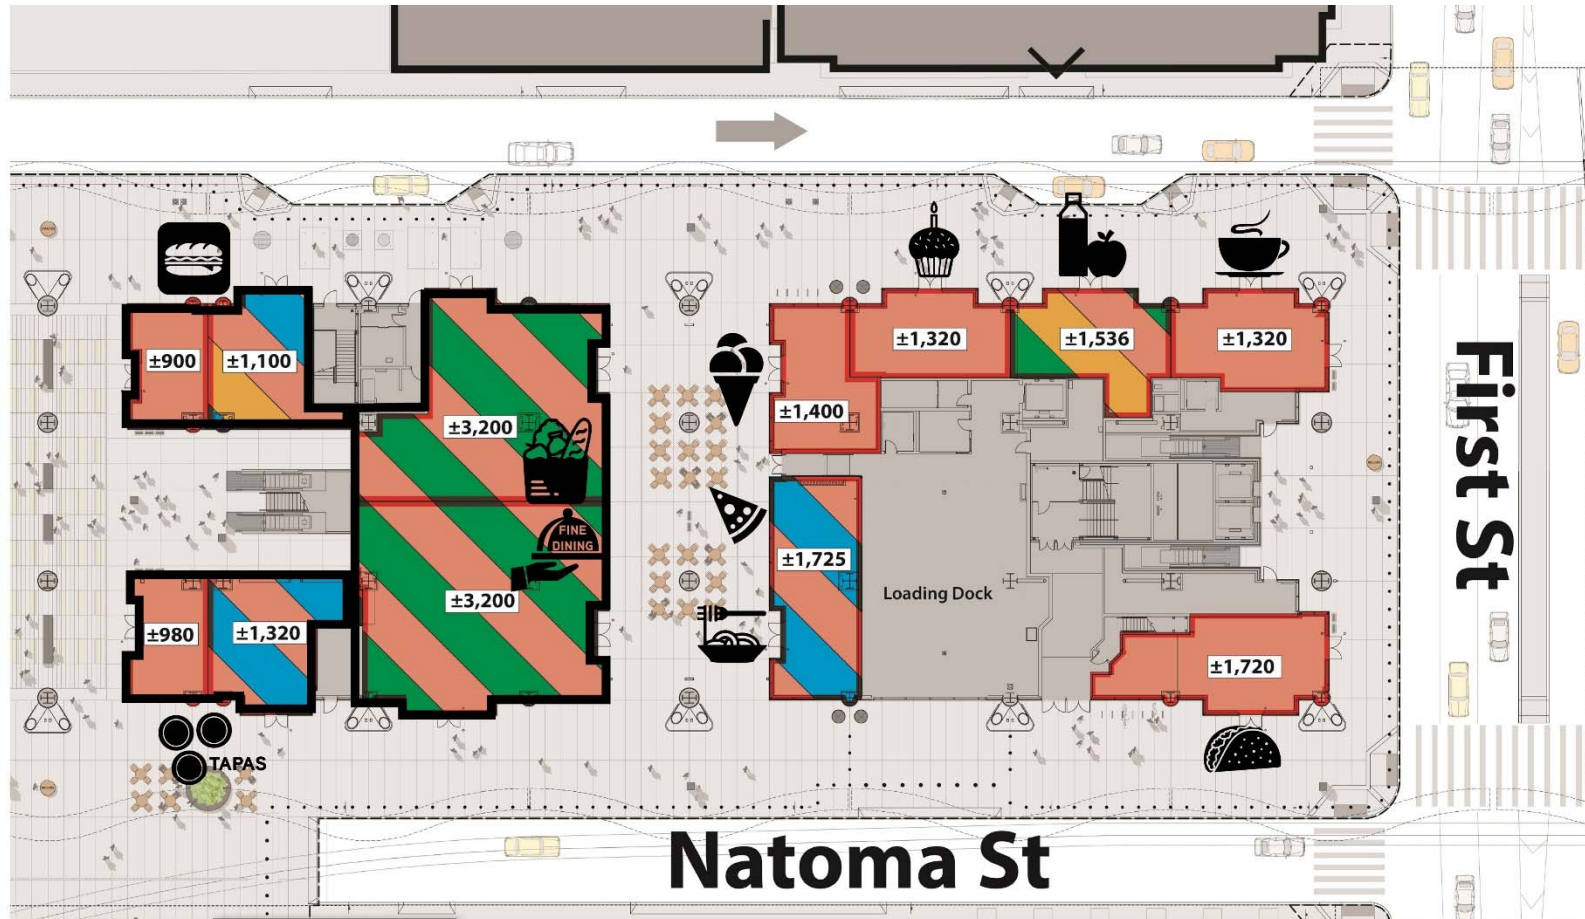 ±900
±1,100
±3,200
±1,320
±1,536
±1,320
±1,400
FINE
DINING
±3,200
±1,725
Loading Dock
±980
±1,320
±1,720
TAPAS
First St
Natoma St